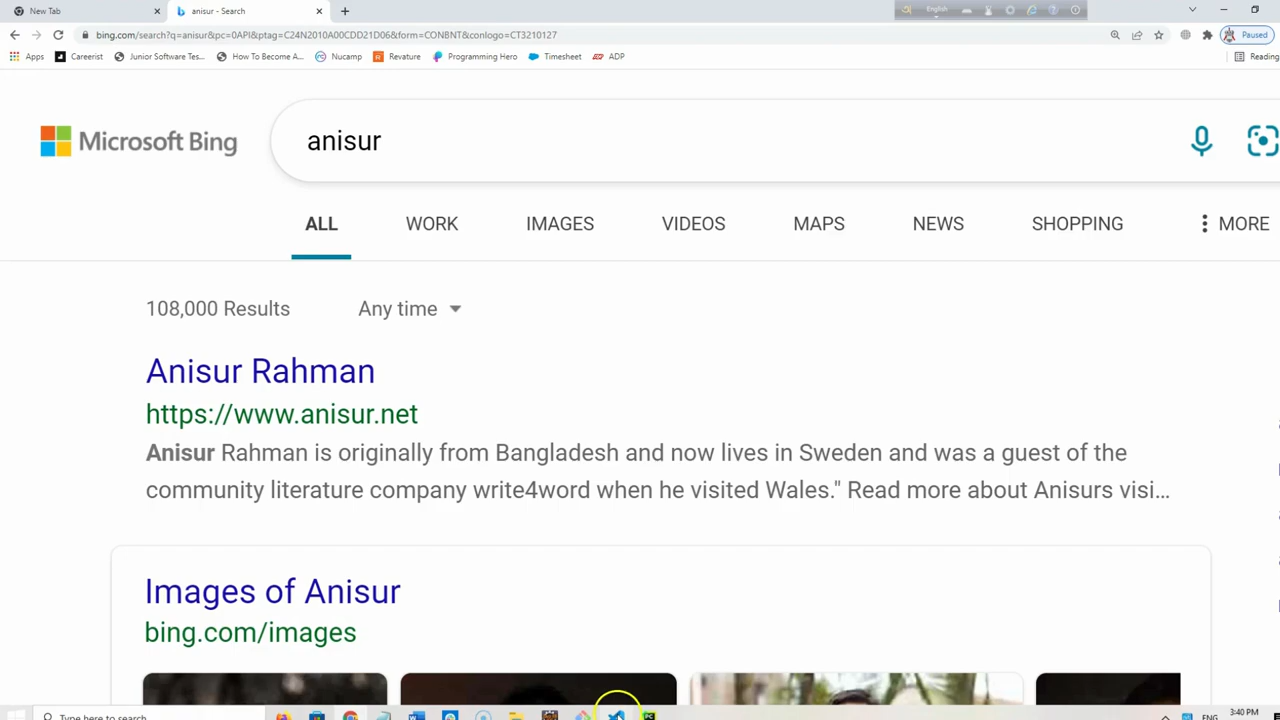 New Tab
anisur - Search
English
bing.com/search?q=anisur&pc=0API&ptag=C24N2010A00CDD21D06&form=CONBNT&conlogo=CT3210127
Paused
Apps
Careerist
Junior Software Tes...
How To Become A...
Nucamp
Revature
Programming Hero
Timesheet
ADP
Reading
Microsoft Bing
anisur
ALL
WORK
IMAGES
VIDEOS
MAPS
NEWS
SHOPPING
MORE
108,000 Results
Any time
Anisur Rahman
https://www.anisur.net
Anisur Rahman is originally from Bangladesh and now lives in Sweden and was a guest of the
community literature company write4word when he visited Wales." Read more about Anisurs visi...
Images of Anisur
bing.com/images
Type here to search
ENG
3:40 PM